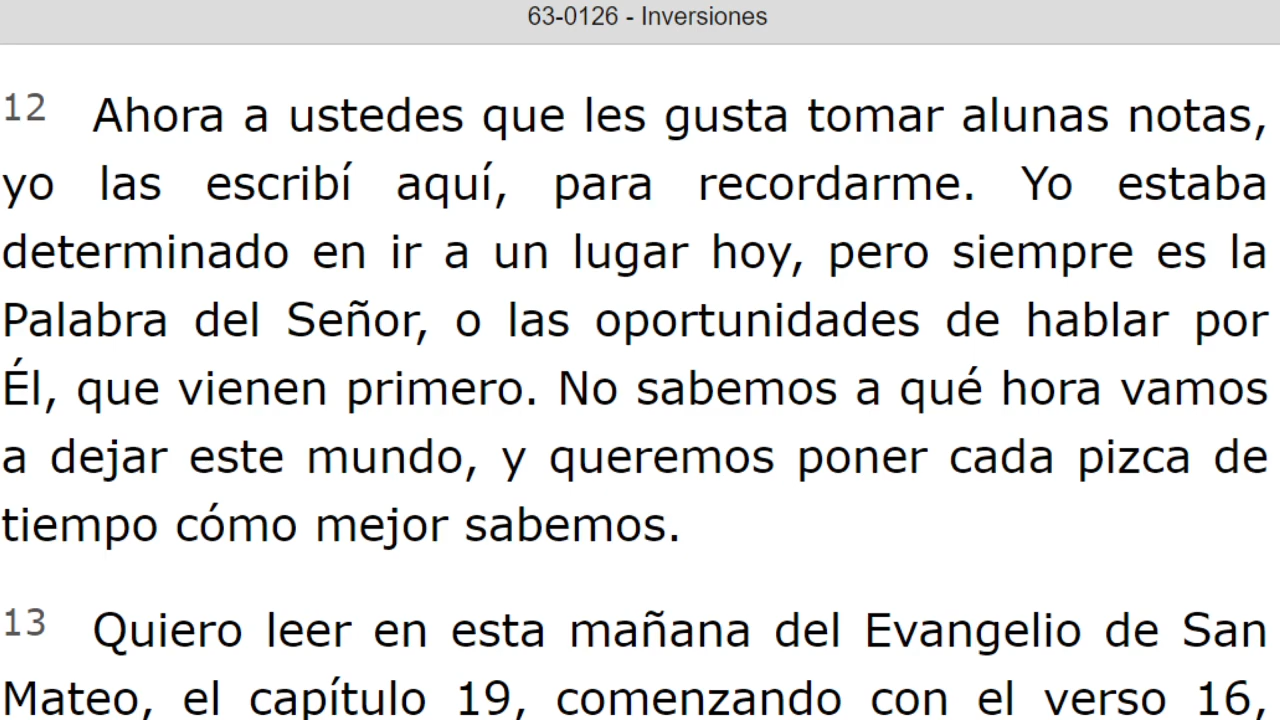 63-0126 - Inversiones
12 Ahora a ustedes que les gusta tomar alunas notas,
yo las escribí aquí, para recordarme. Yo estaba
determinado en ir a un lugar hoy, pero siempre es la
Palabra del Señor, o las oportunidades de hablar por
Él, que vienen primero. No sabemos a qué hora vamos
a dejar este mundo, y queremos poner cada pizca de
tiempo cómo mejor sabemos.
13 Quiero leer en esta mañana del Evangelio de San
Mateo, el capítulo 19, comenzando con el verso 16,